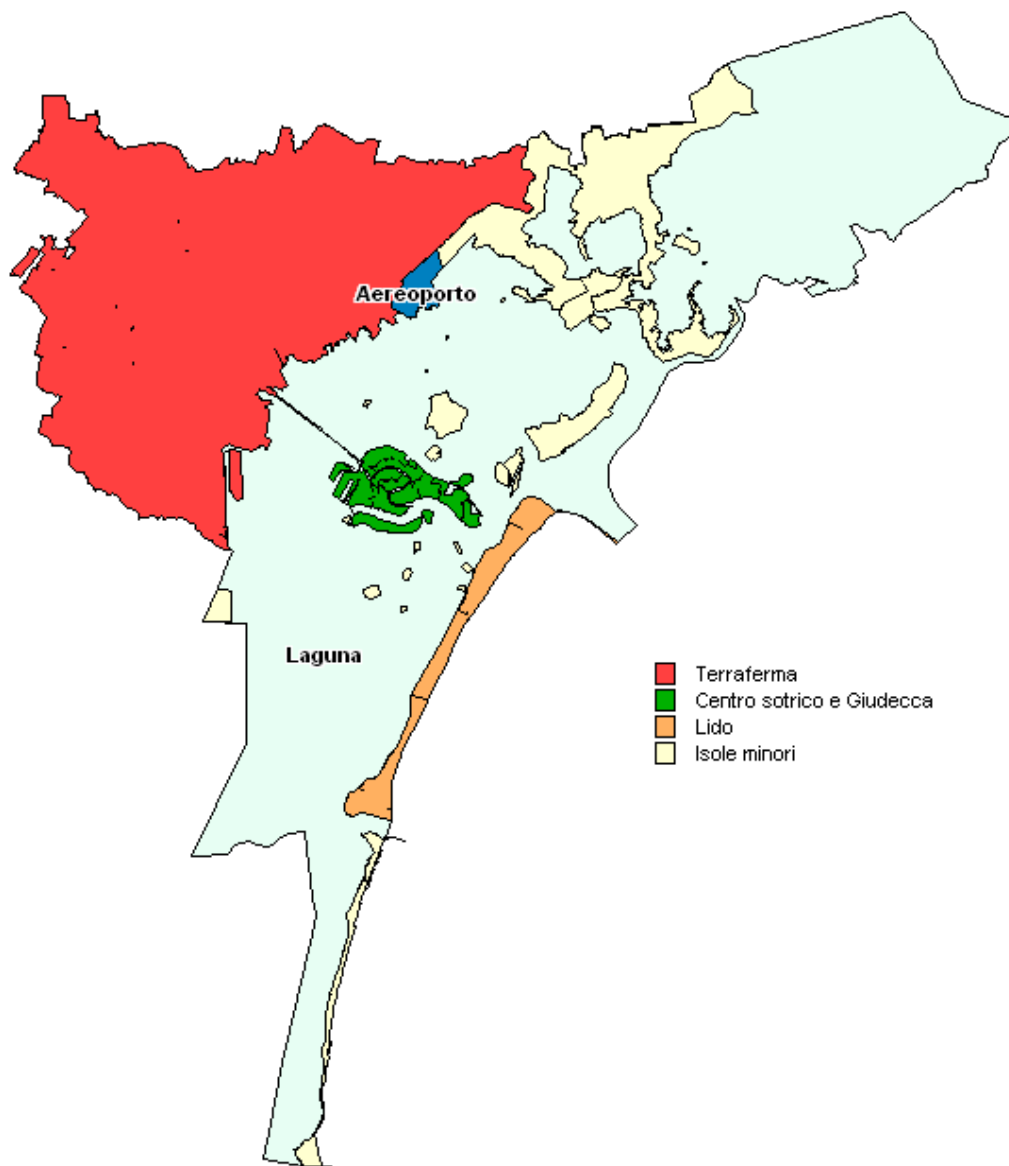 Aereoporto
Laguna
Terraferma
Centro sotrico e Giudecca
Lido
Isole minori